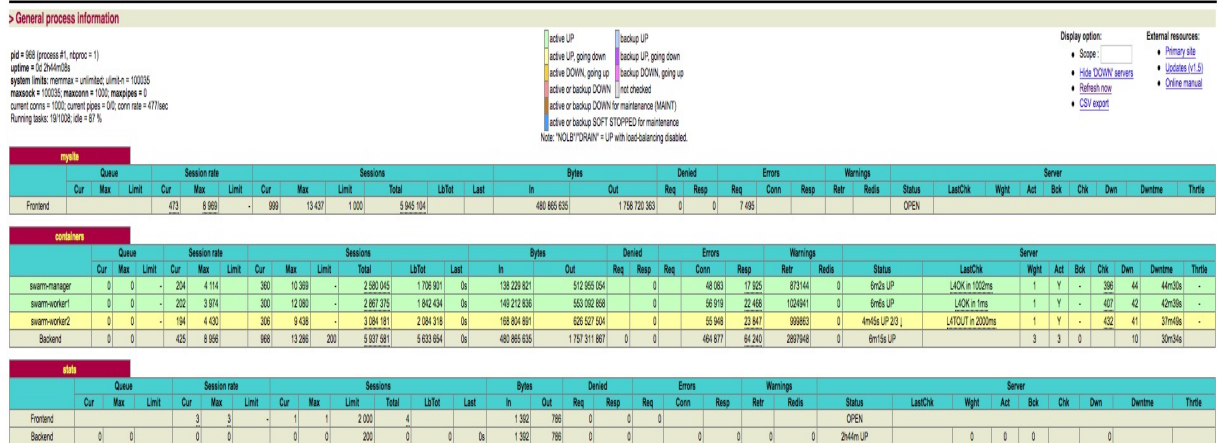 > General process information
pid = 968 (process #1, nbproc = 1)
uptime = 0d 2h44m08s
system limits: memmax = unlimited; ulimit-n = 100035
maxsock = 100035; maxconn = 1000; maxpipes = 0
current conns = 1000; current pipes = 0/0; conn rate = 477/sec
Running tasks: 19/1008; idle = 87 %
active UP backup UP
active UP, going down backup UP, going down
active DOWN, going up backup DOWN, going up
active or backup DOWN not checked
active or backup DOWN for maintenance (MAINT)
active or backup SOFT STOPPED for maintenance
Note: "NOLB"/"DRAIN" = UP with load-balancing disabled.
Display option:
• Scope :
• Hide 'DOWN' servers
• Refresh now
• CSV export
External resources:
• Primary site
• Updates (v1.5)
• Online manual
mysite
Queue Session rate Sessions Bytes Denied Errors Warnings Server
Cur Max Limit Cur Max Limit Cur Max Limit Total LbTot Last In Out Req Resp Req Conn Resp Retr Redis Status LastChk Wght Act Bck Chk Dwn Dwntme Thrtle
Frontend 473 8 969 - 999 13 437 1 000 5 945 104 480 865 635 1 758 720 363 0 0 7 495 OPEN
containers
Queue Session rate Sessions Bytes Denied Errors Warnings Server
Cur Max Limit Cur Max Limit Cur Max Limit Total LbTot Last In Out Req Resp Req Conn Resp Retr Redis Status LastChk Wght Act Bck Chk Dwn Dwntme Thrtle
swarm-manager 0 0 - 204 4 114 360 10 369 - 2 580 045 1 706 901 0s 138 229 621 512 955 054 0 48 083 17 925 873144 0 6m2s UP L4OK in 1002ms 1 Y - 396 44 44m30s -
swarm-worker1 0 0 - 202 3 974 300 12 080 - 2 867 375 1 842 434 0s 149 212 836 553 092 858 0 56 919 22 468 1024941 0 6m6s UP L4OK in 1ms 1 Y - 407 42 42m39s -
swarm-worker2 0 0 - 194 4 430 306 9 438 - 3 084 181 2 084 318 0s 168 804 891 626 527 504 0 55 948 23 847 999863 0 4m45s UP 2/3 ↓ L4TOUT in 2000ms 1 Y - 432 41 37m49s -
Backend 0 0 425 8 956 968 13 286 200 5 937 581 5 633 654 0s 480 865 635 1 757 311 867 0 0 464 877 64 240 2897948 0 6m15s UP 3 3 0 10 30m34s
stats
Queue Session rate Sessions Bytes Denied Errors Warnings Server
Cur Max Limit Cur Max Limit Cur Max Limit Total LbTot Last In Out Req Resp Req Conn Resp Retr Redis Status LastChk Wght Act Bck Chk Dwn Dwntme Thrtle
Frontend 3 3 - 1 1 2 000 4 1 392 786 0 0 0 OPEN
Backend 0 0 0 0 0 0 200 0 0 0s 1 392 786 0 0 0 0 0 0 2h44m UP 0 0 0 0